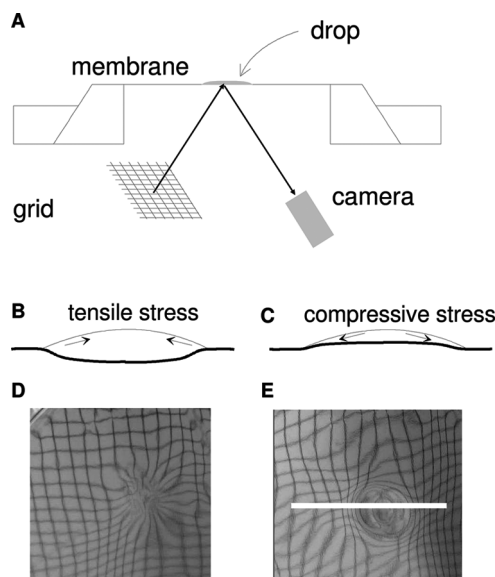 A
drop
membrane
grid
camera
B
tensile stress
C
compressive stress
D
E